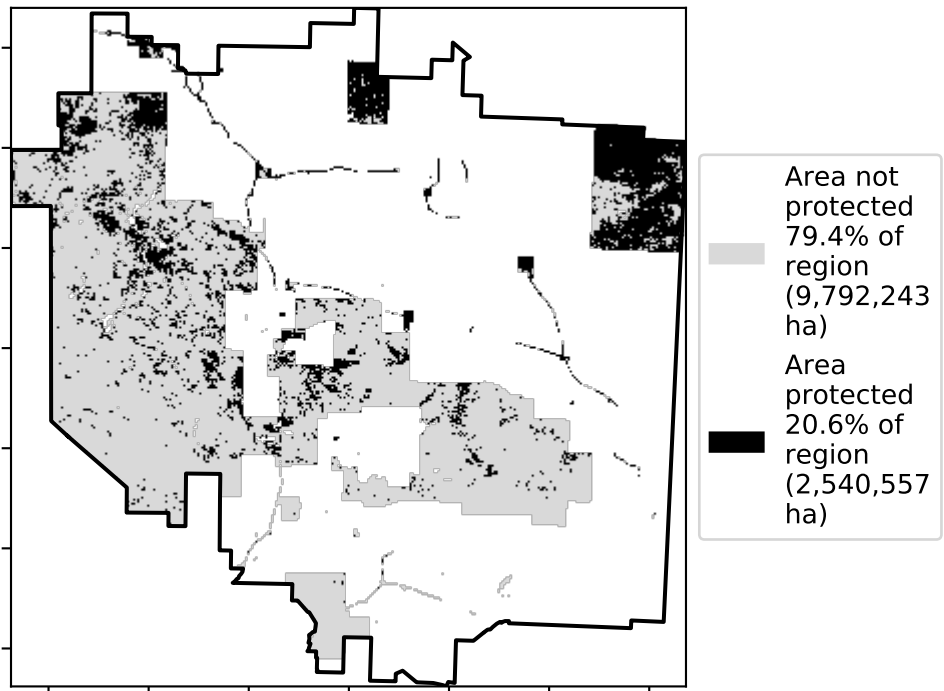 Area not
protected
79.4% of
region
(9,792,243
ha)
Area
protected
20.6% of
region
(2,540,557
ha)